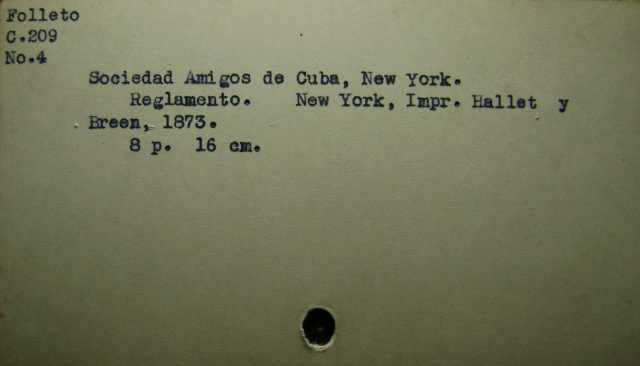 Folleto
C.209
No.4
Sociedad Amigos de Cuba, New York.
Reglamento. New York, Impr. Hallet y
Breen, 1873.
8 p. 16 cm.